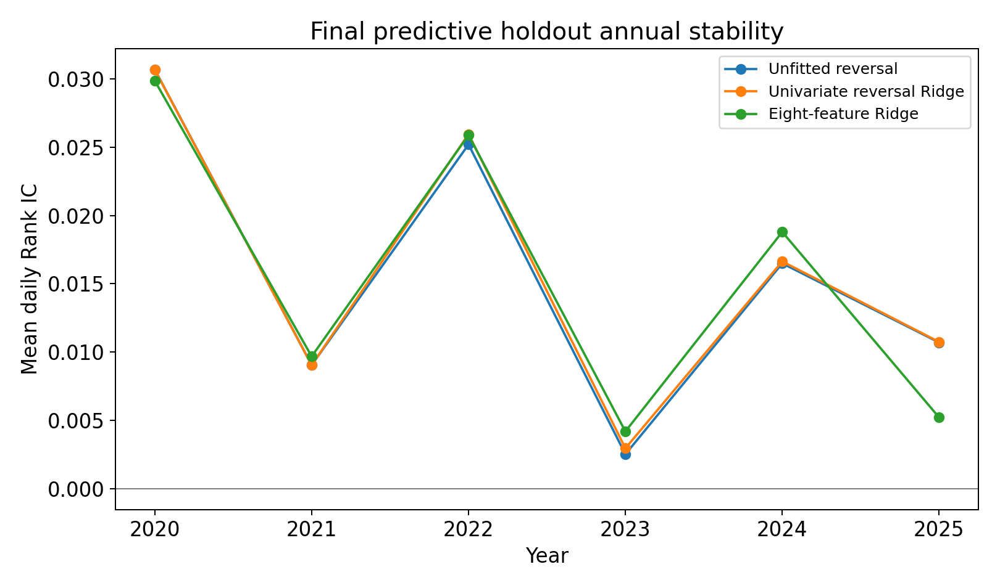 Final predictive holdout annual stability
Unfitted reversal
Univariate reversal Ridge
Eight-feature Ridge
Mean daily Rank IC
0.030
0.025
0.020
0.015
0.010
0.005
0.000
2020 2021 2022 2023 2024 2025
Year